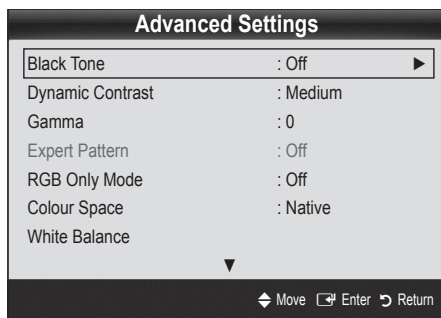 Advanced Settings
Black Tone : Off ►
Dynamic Contrast : Medium
Gamma : 0
Expert Pattern : Off
RGB Only Mode : Off
Colour Space : Native
White Balance
▼
Move Enter Return